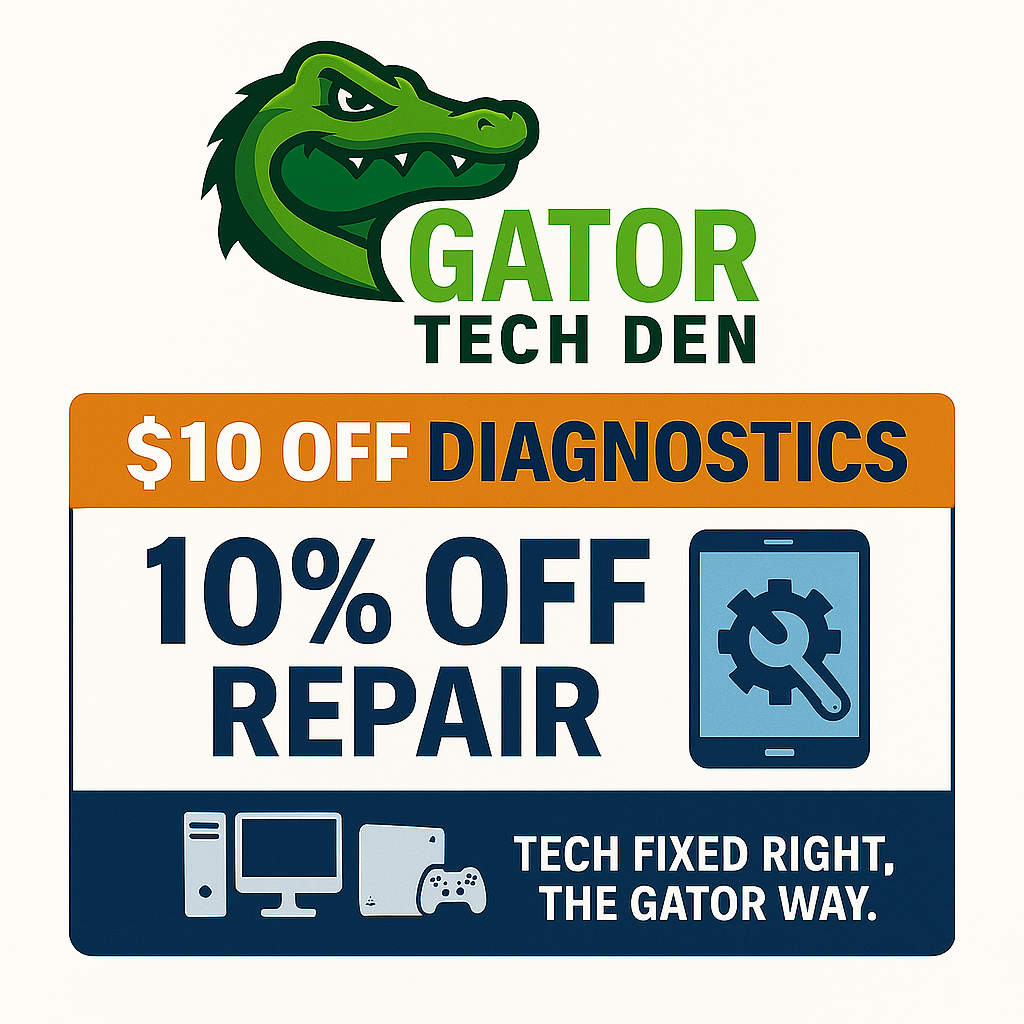 GATOR
TECH DEN
$10 OFF DIAGNOSTICS
10% OFF
REPAIR
TECH FIXED RIGHT,
THE GATOR WAY.